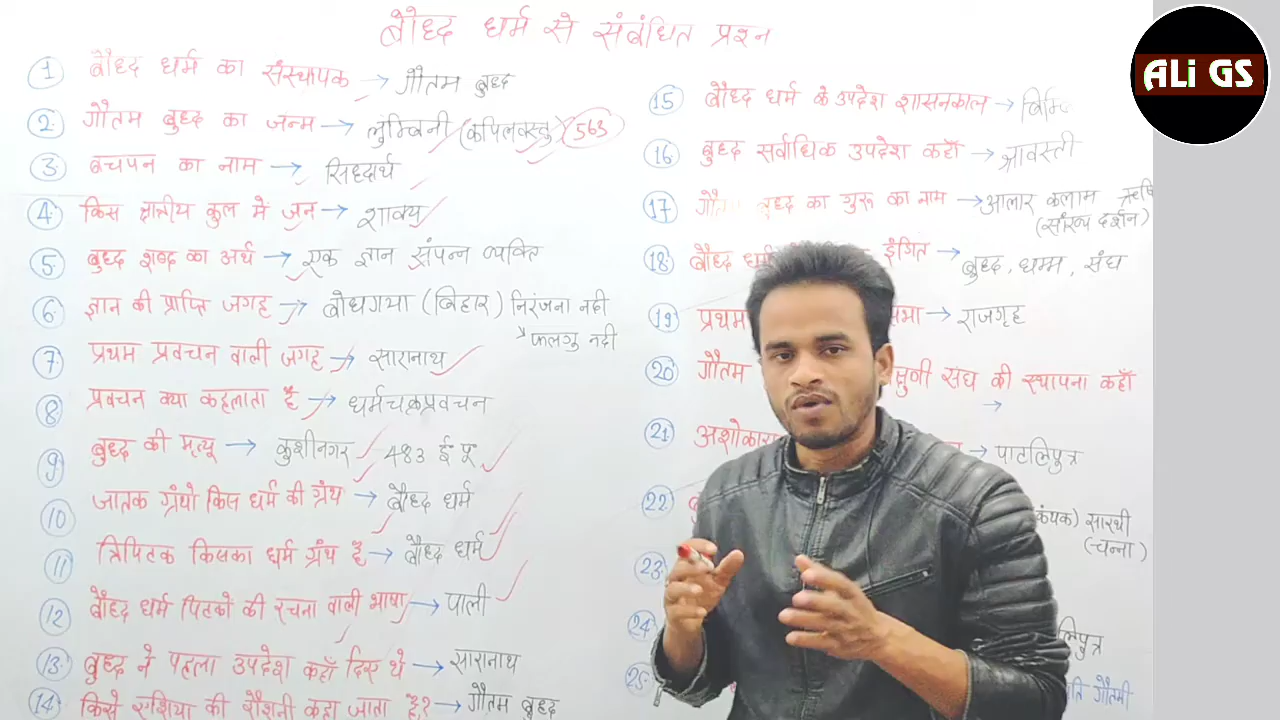 बौध्द धर्म से संबंधित प्रश्न
1 बौध्द धर्म का संस्थापक → गौतम बुध्द
2. गौतम बुध्द का जन्म → लुम्बिनी (कपिलवस्तु) 563
3. बचपन का नाम → सिध्दार्थ
4. किस क्षत्रीय कुल मे जन्म → शाक्य
5. बुध्द शब्द का अर्थ → एक ज्ञान संपन्न व्यक्ति
6. ज्ञान की प्राप्ति जगह → बोधगया (बिहार) निरंजना नदी
फल्गु नदी
7. प्रथम प्रवचन वाली जगह → सारानाथ
8. प्रवचन क्या कहलाता है → धर्मचक्रप्रवचन
9 बुध्द की मृत्यू → कुशीनगर 483 ई पू
10 जातक ग्रंथो किस धर्म की ग्रंथ → बौध्द धर्म
11 त्रिपिटक किसका धर्म ग्रंथ है → बौध्द धर्म
12 बौध्द धर्म पिटको की रचना वाली भाषा → पाली
13. बुध्द ने पहला उपदेश कहाँ दिए थे → सारानाथ
14. किसे एशिया की रौशनी कहा जाता है? → गौतम बुध्द
15 बौध्द धर्म के उपदेश शासनकाल → बिम्बि
16. बुध्द सर्वाधिक उपदेश कहाँ → श्रावस्ती
17. गौतम बुध्द का गुरू का नाम → आलार कलाम ऋषि
(सांख्य दर्शन)
18. बौध्द धर्म इंगित → बुध्द, धम्म, संघ
19 प्रथम सभा → राजगृह
20. गौतम संघ की स्थापना कहाँ →
21. → पाटलिपुत्र
22. (कंथक) सारथी
(चन्ना)
23
24
25. गौतमी
ALi GS